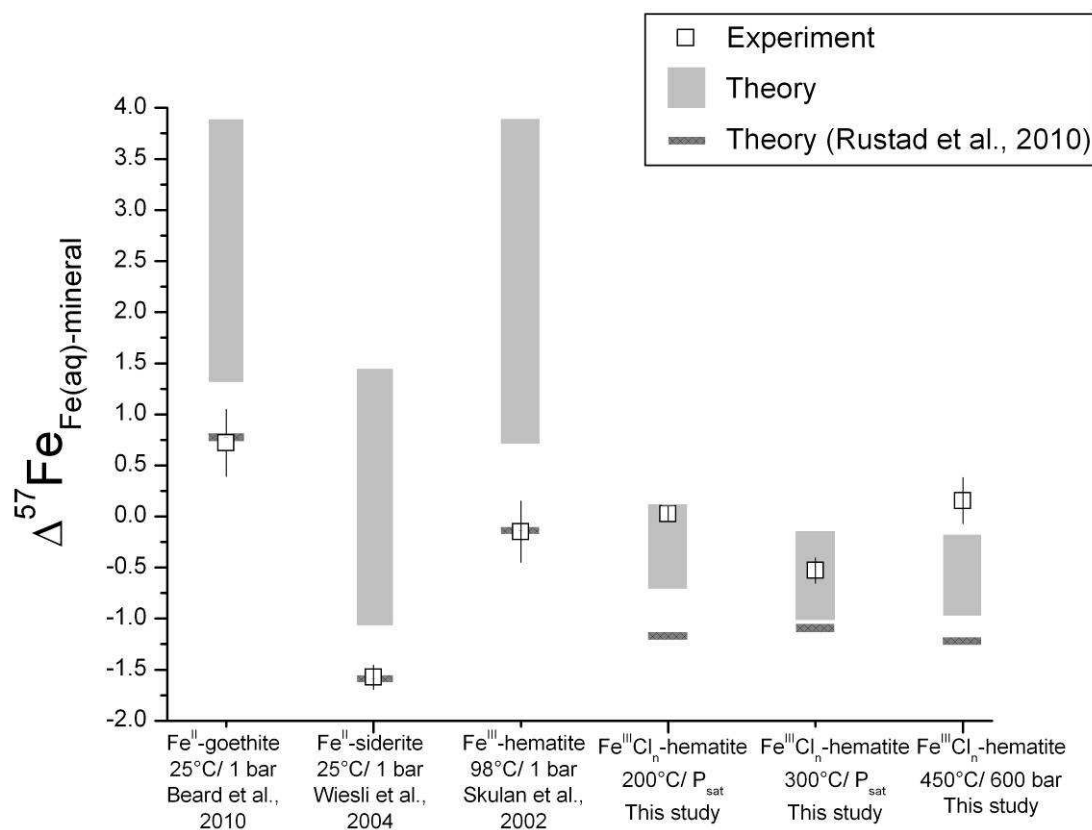 Experiment
Theory
Theory (Rustad et al., 2010)
Δ⁵⁷Fe_Fe(aq)-mineral
4.0
3.5
3.0
2.5
2.0
1.5
1.0
0.5
0.0
-0.5
-1.0
-1.5
-2.0
Feᴵᴵ-goethite
25°C/ 1 bar
Beard et al.,
2010
Feᴵᴵ-siderite
25°C/ 1 bar
Wiesli et al.,
2004
Feᴵᴵᴵ-hematite
98°C/ 1 bar
Skulan et al.,
2002
FeᴵᴵᴵClₙ-hematite
200°C/ P_sat
This study
FeᴵᴵᴵClₙ-hematite
300°C/ P_sat
This study
FeᴵᴵᴵClₙ-hematite
450°C/ 600 bar
This study